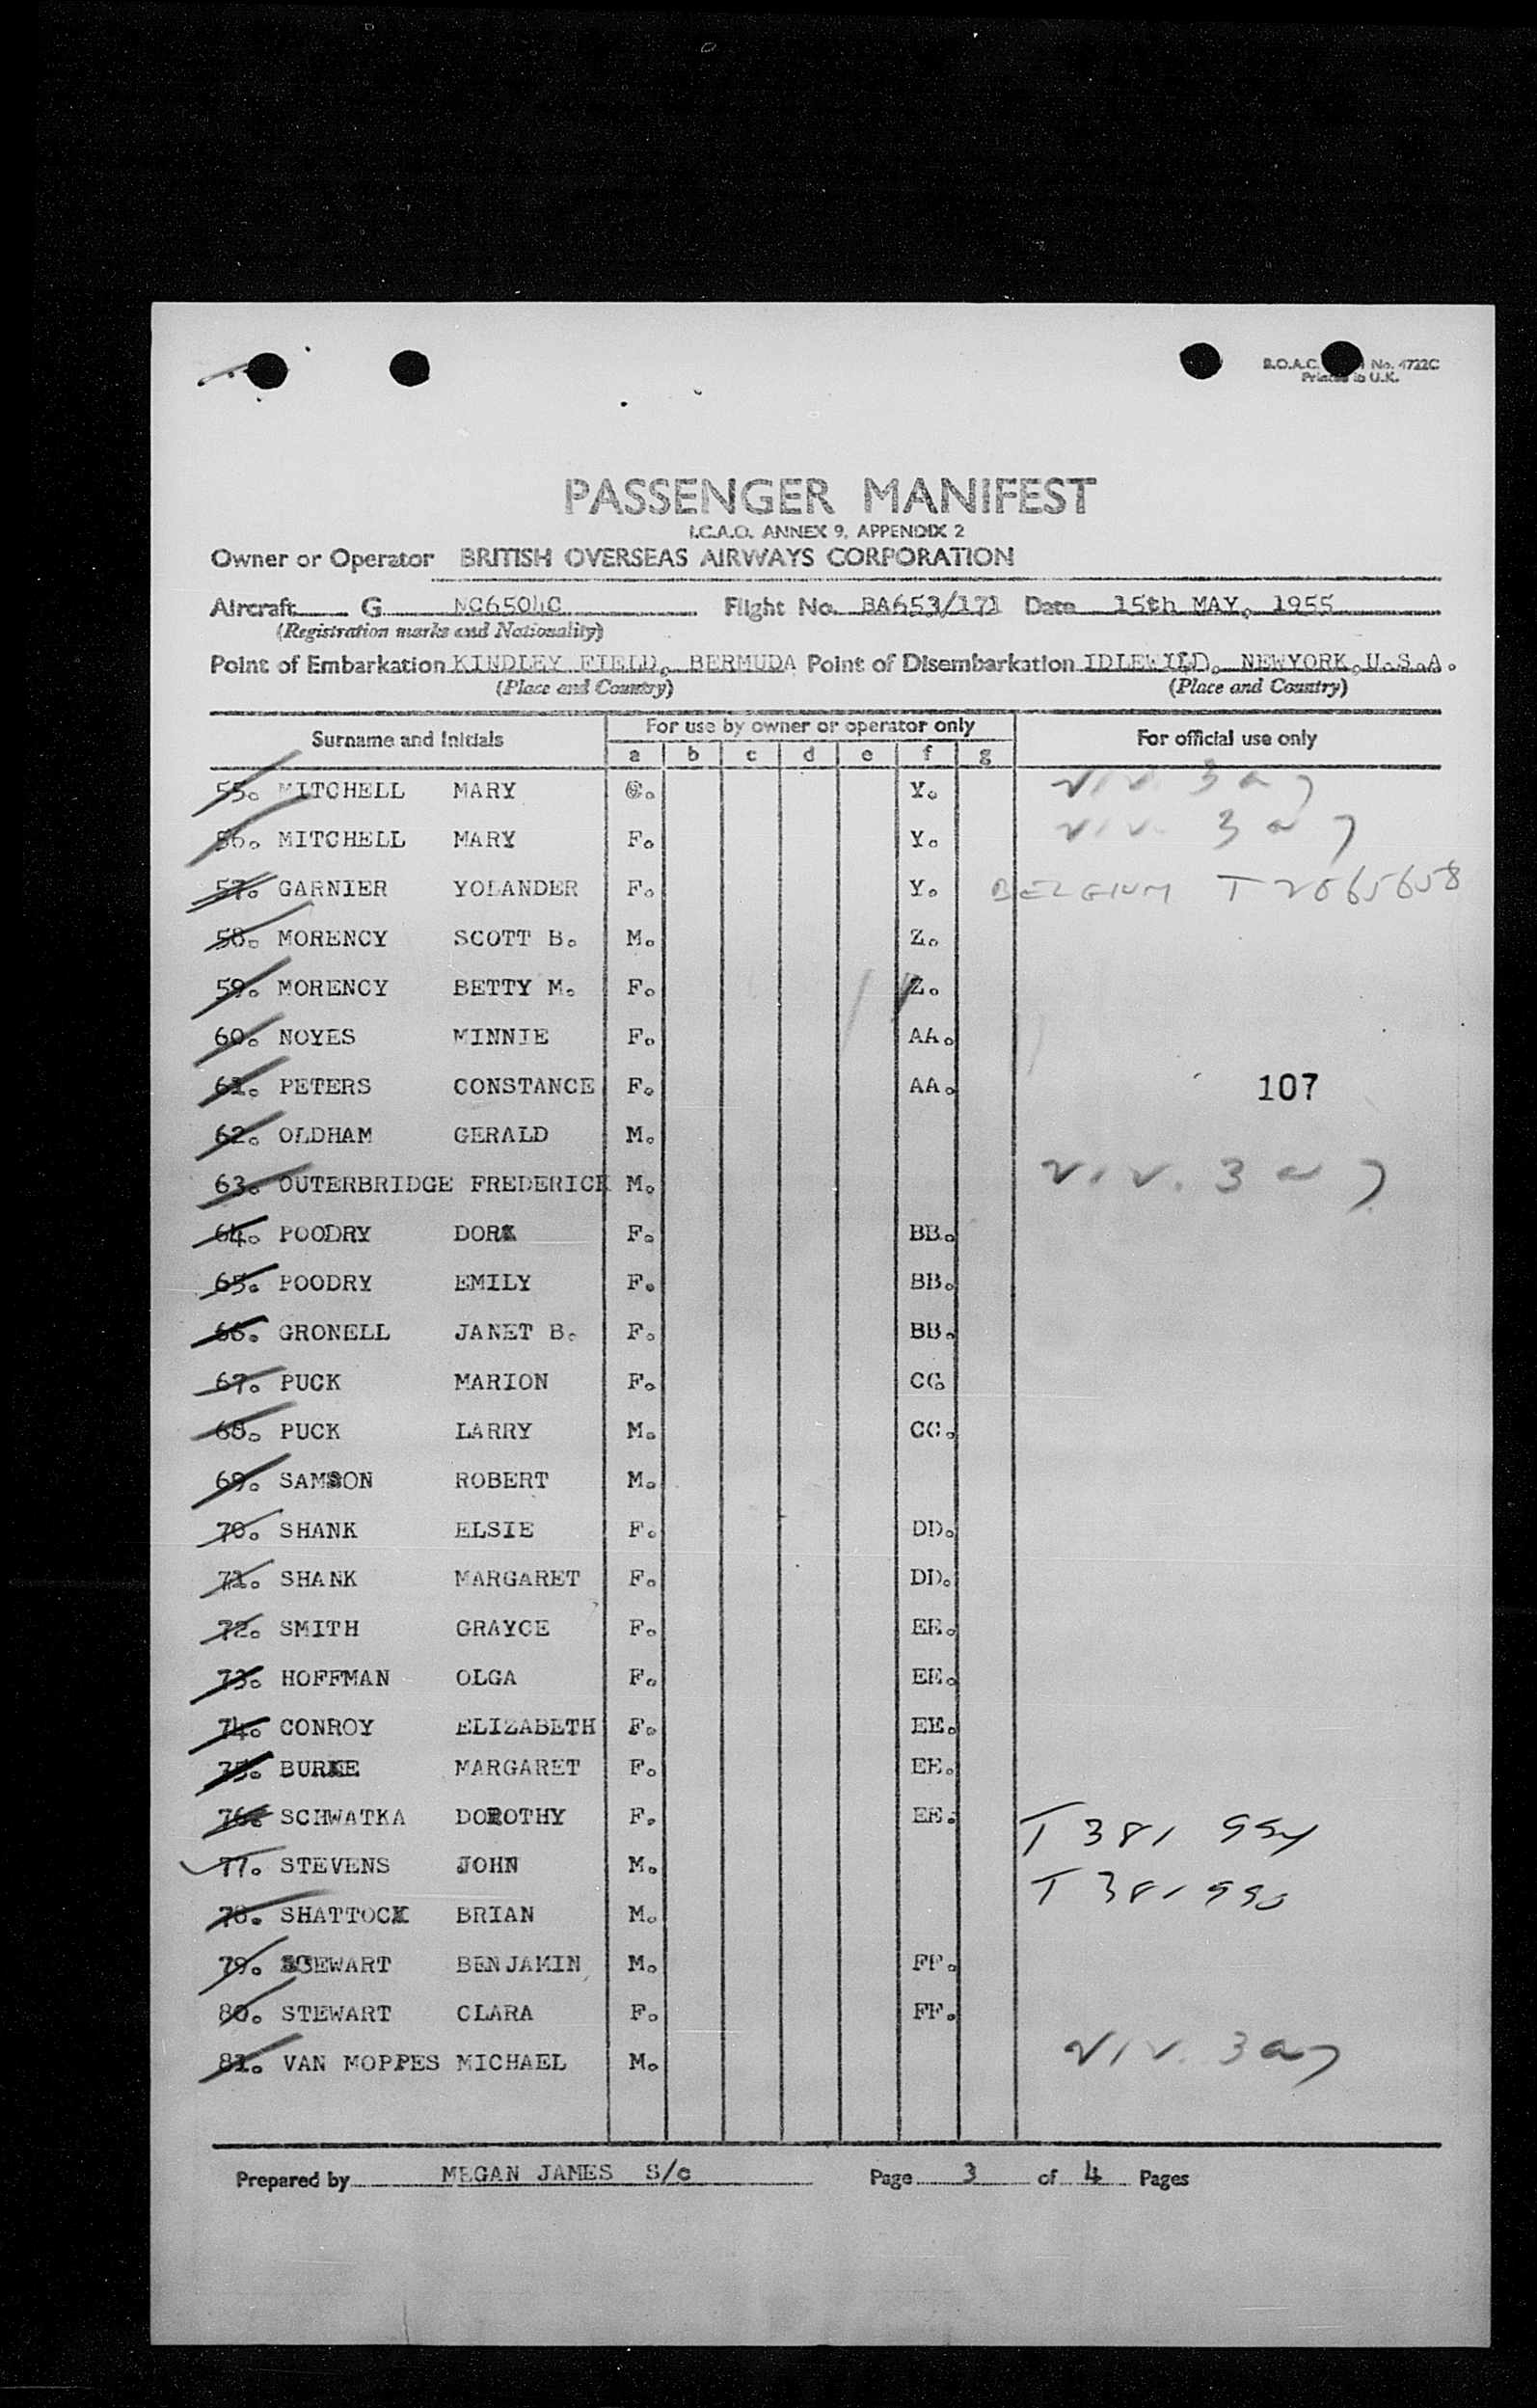 B.O.A.C. No. 4722C
Printed in U.K.
PASSENGER MANIFEST
I.C.A.O. ANNEX 9, APPENDIX 2
Owner or Operator BRITISH OVERSEAS AIRWAYS CORPORATION
Aircraft G NC6504C Flight No. BA653/171 Date 15th MAY, 1955
(Registration marks and Nationality)
Point of Embarkation KINDLEY FIELD, BERMUDA Point of Disembarkation IDLEWILD, NEWYORK, U.S.A.
(Place and Country) (Place and Country)
Surname and Initials For use by owner or operator only For official use only
a b c d e f g
55. MITCHELL MARY Y.
56. MITCHELL MARY F. Y.
57. GARNIER YOLANDER F. Y. BELGIUM T 2065658
58. MORENCY SCOTT B. M. Z.
59. MORENCY BETTY M. F. Z.
60. NOYES MINNIE F. AA.
61. PETERS CONSTANCE F. AA. 107
62. OLDHAM GERALD M.
63. OUTERBRIDGE FREDERICK M.
64. POODRY DORA F. BB.
65. POODRY EMILY F. BB.
66. GRONELL JANET B. F. BB.
67. PUCK MARION F. CC.
68. PUCK LARRY M. CC.
69. SAMSON ROBERT M.
70. SHANK ELSIE F. DD.
71. SHANK MARGARET F. DD.
72. SMITH GRAYCE F. EE.
73. HOFFMAN OLGA F. EE.
74. CONROY ELIZABETH F. EE.
75. BURKE MARGARET F. EE.
76. SCHWATKA DOROTHY F. EE.
77. STEVENS JOHN M.
78. SHATTOCK BRIAN M.
79. STEWART BENJAMIN M. FF.
80. STEWART CLARA F. FF.
81. VAN MOPPES MICHAEL M.
Prepared by MEGAN JAMES S/c Page 3 of 4 Pages